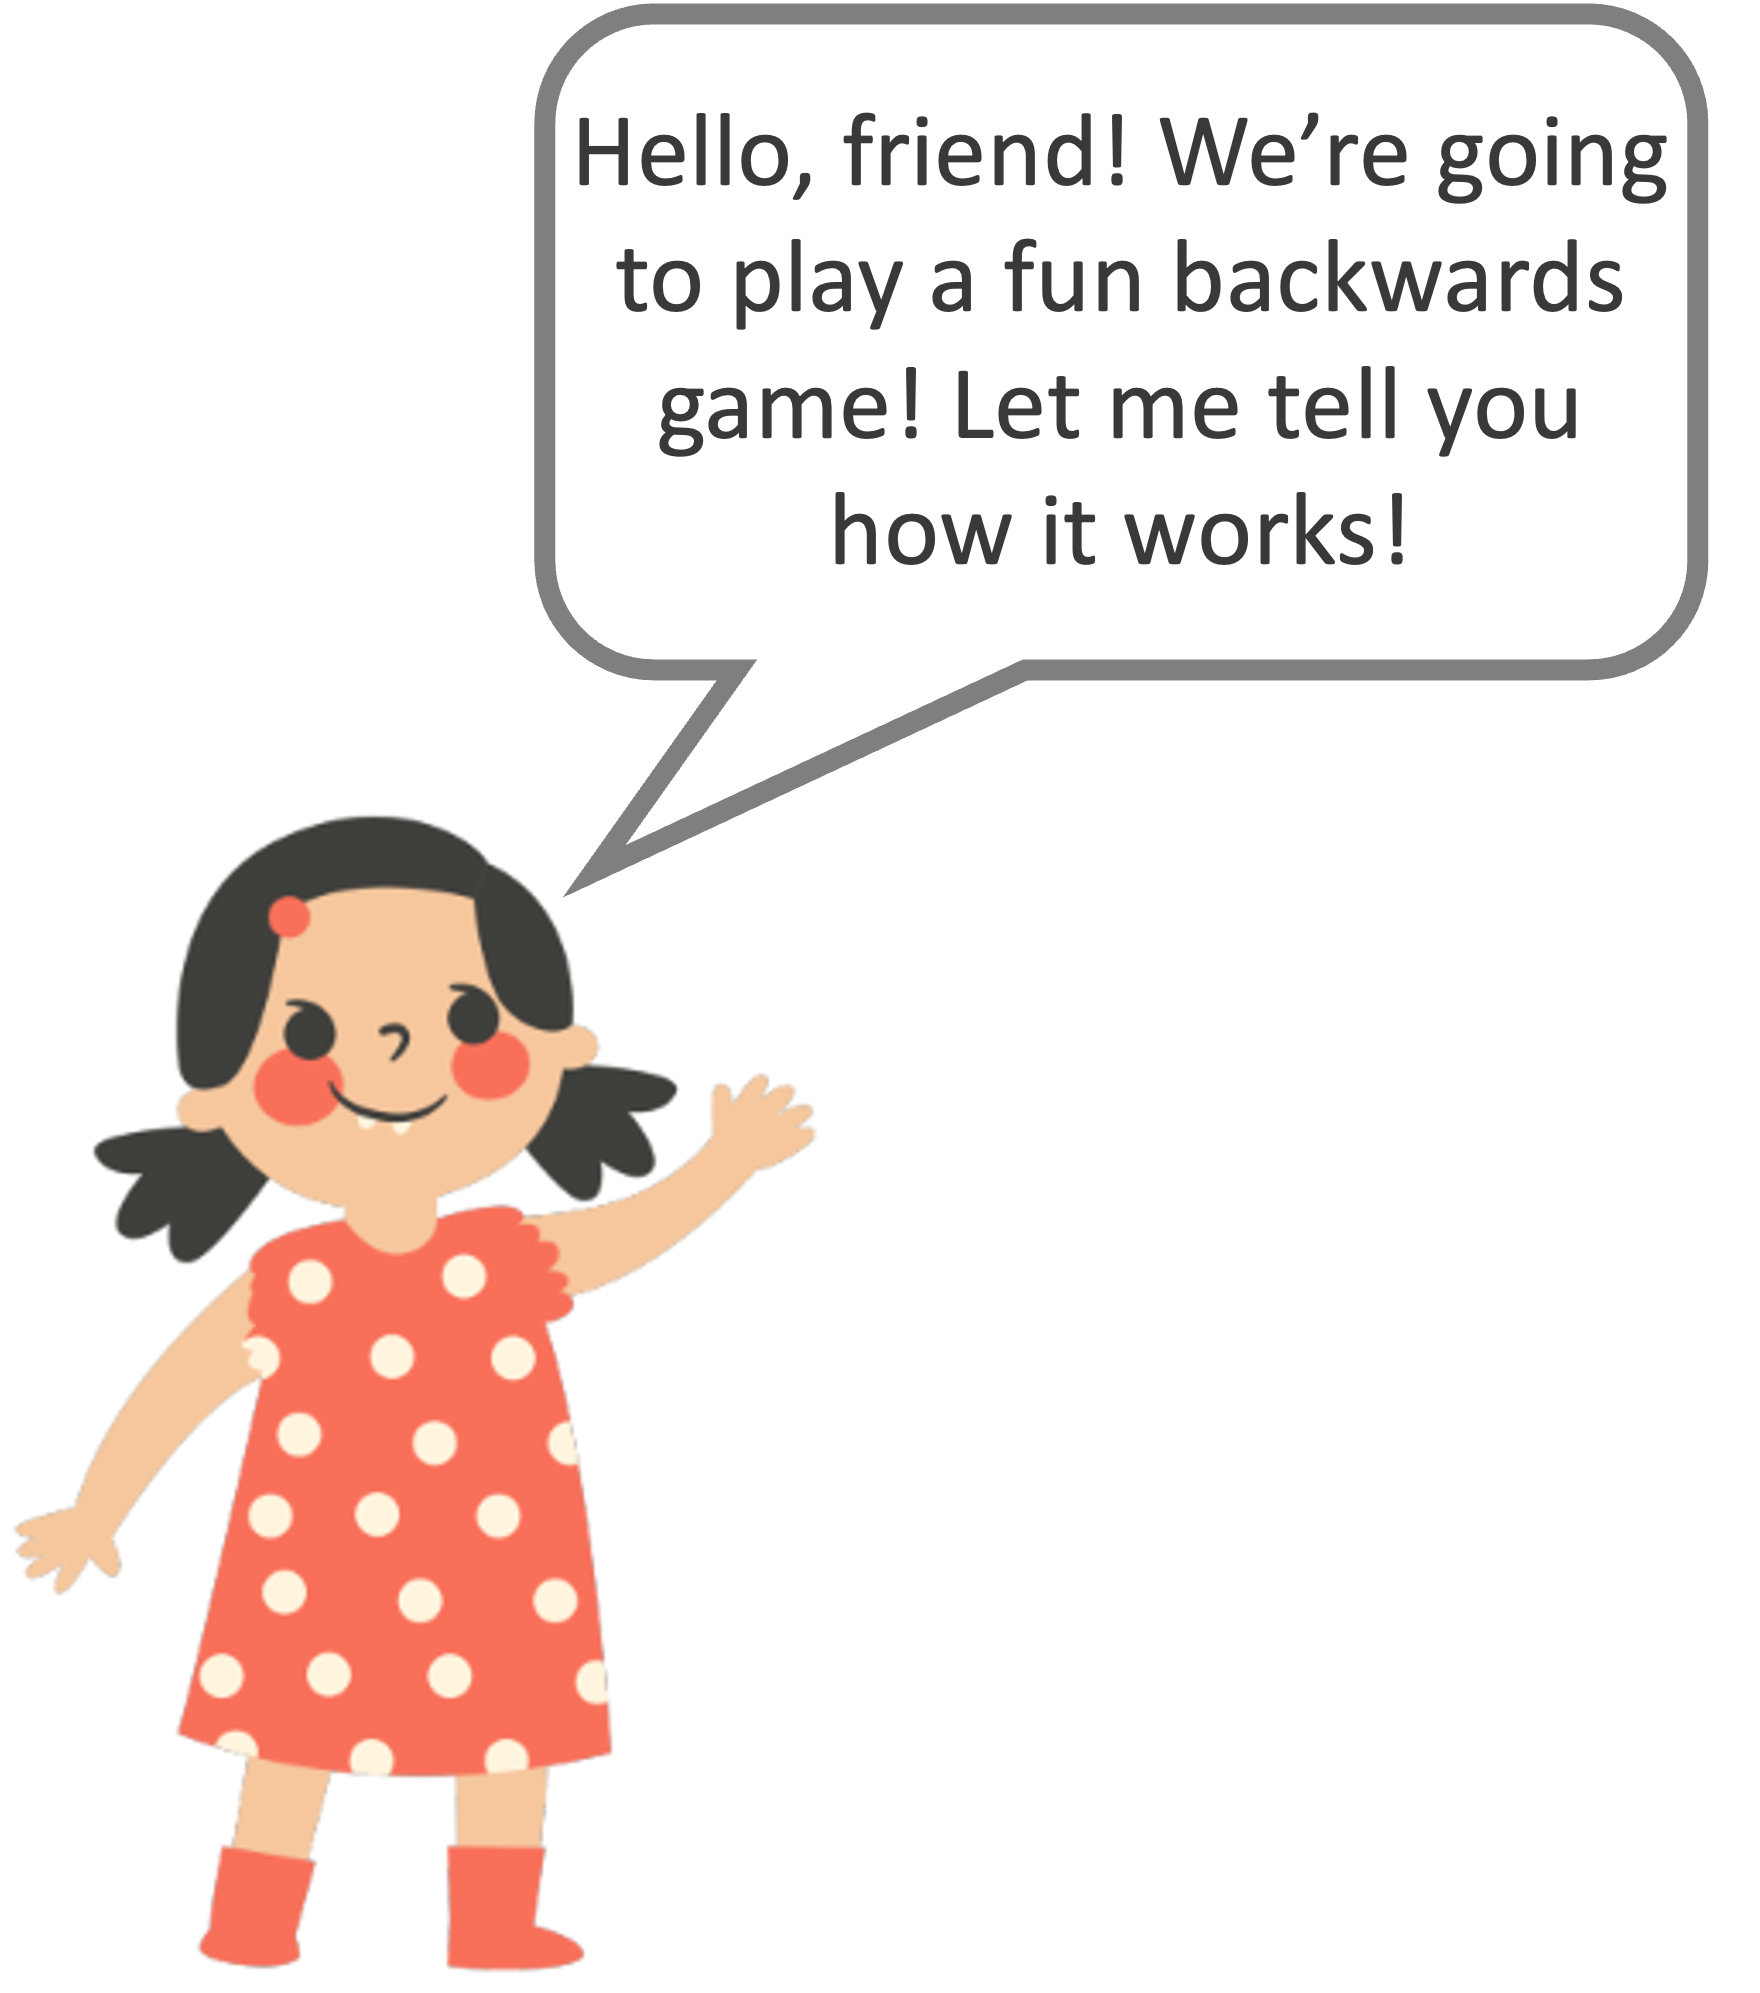 Hello, friend! We’re going
to play a fun backwards
game! Let me tell you
how it works!